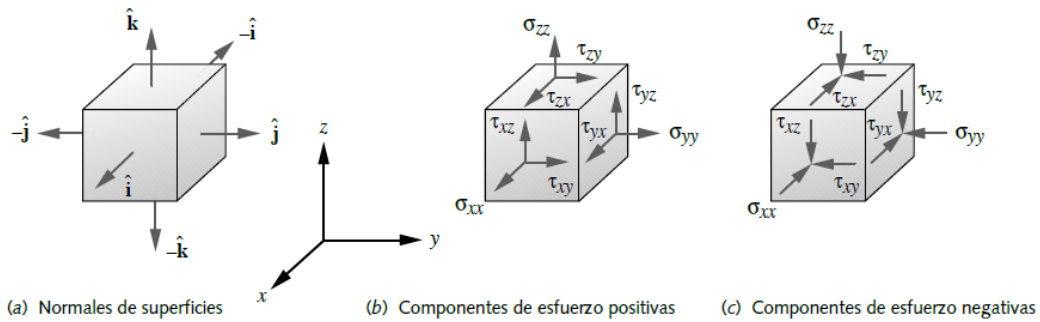 k̂
-î
-ĵ
ĵ
î
-k̂
z
y
x
σzz
τzy
τzx
τyz
τxz
τyx
σyy
τxy
σxx
σzz
τzy
τzx
τyz
τxz
τyx
σyy
τxy
σxx
(a) Normales de superficies
(b) Componentes de esfuerzo positivas
(c) Componentes de esfuerzo negativas